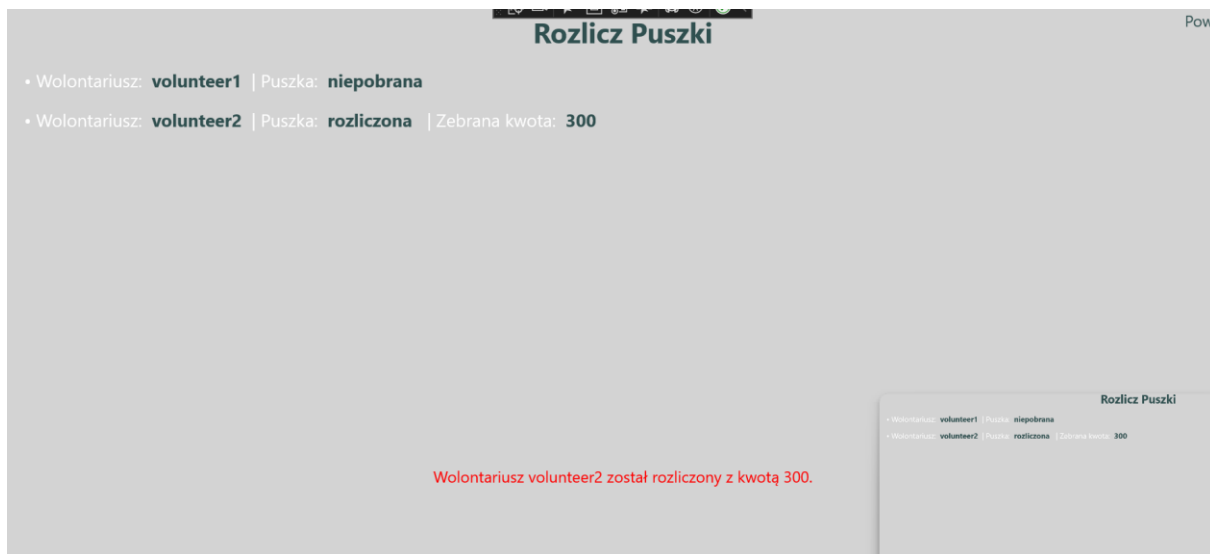 Rozlicz Puszki
Pow
• Wolontariusz: volunteer1 | Puszka: niepobrana
• Wolontariusz: volunteer2 | Puszka: rozliczona | Zebrana kwota: 300
Rozlicz Puszki
• Wolontariusz: volunteer1 | Puszka: niepobrana
• Wolontariusz: volunteer2 | Puszka: rozliczona | Zebrana kwota: 300
Wolontariusz volunteer2 został rozliczony z kwotą 300.